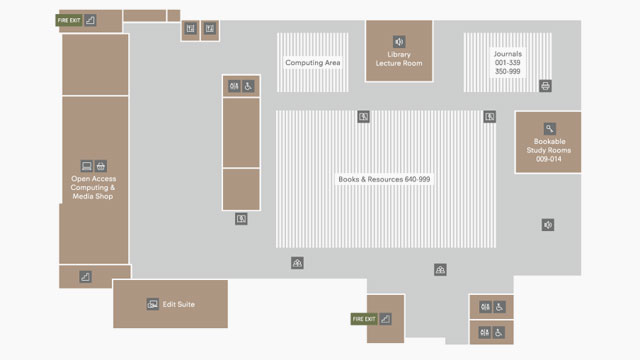 FIRE EXIT
Library
Lecture Room
Journals
001-339
350-999
Computing Area
Bookable
Study Rooms
009-014
Open Access
Computing &
Media Shop
Books & Resources 640-999
Edit Suite
FIRE EXIT